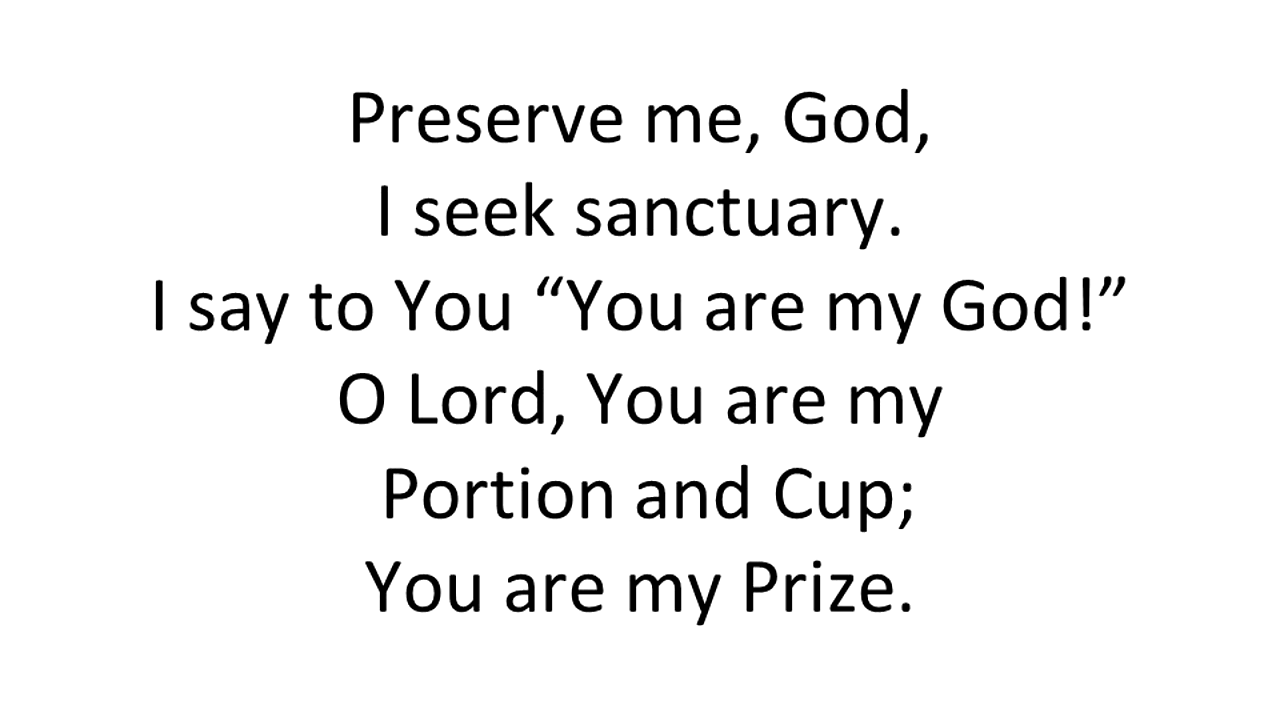 Preserve me, God,
I seek sanctuary.
I say to You “You are my God!”
O Lord, You are my
Portion and Cup;
You are my Prize.